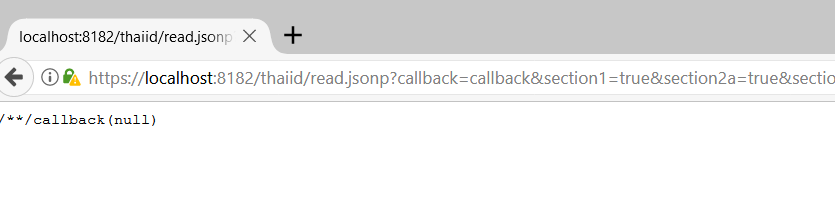 localhost:8182/thaiid/read.jsonp
https://localhost:8182/thaiid/read.jsonp?callback=callback&section1=true&section2a=true&sectio
/**/callback(null)